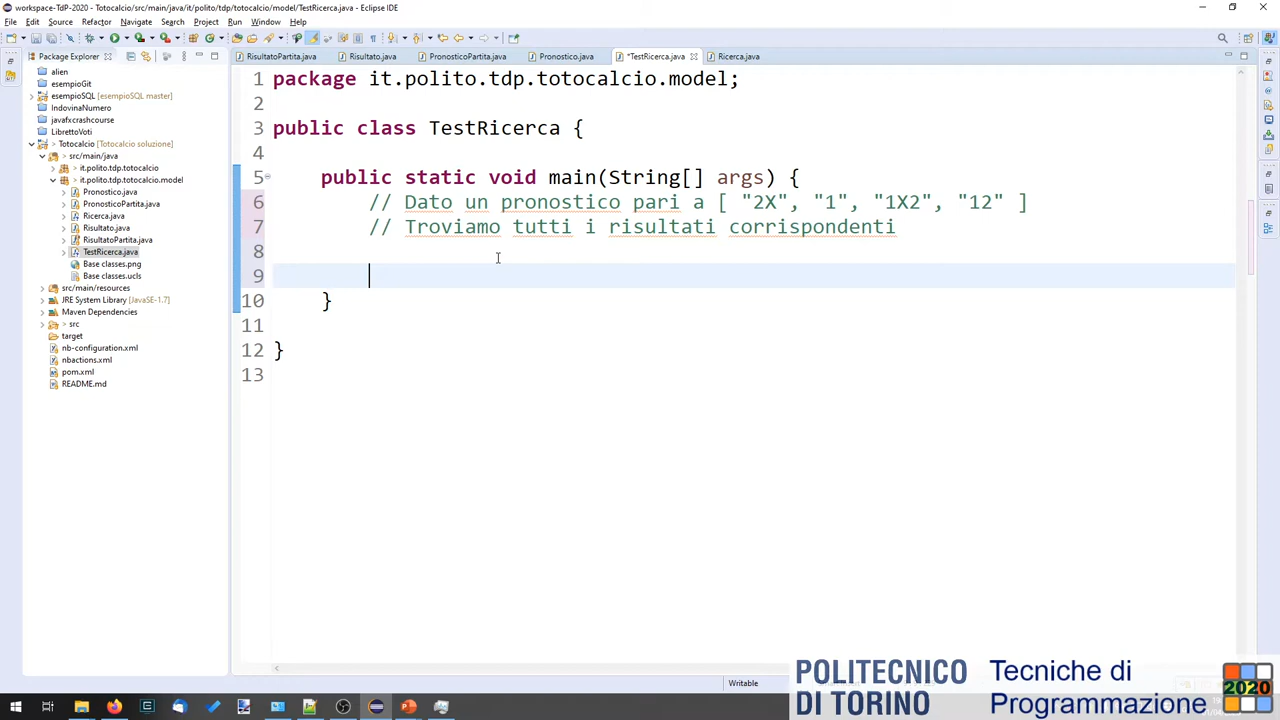 workspace-TdP-2020 - Totocalcio/src/main/java/it/polito/tdp/totocalcio/model/TestRicerca.java - Eclipse IDE
File Edit Source Refactor Navigate Search Project Run Window Help
Package Explorer
RisultatoPartita.java Risultato.java PronosticoPartita.java Pronostico.java *TestRicerca.java Ricerca.java
alien
esempioGit
esempioSQL [esempioSQL master]
IndovinaNumero
javafxcrashcourse
LibrettoVoti
Totocalcio [Totocalcio soluzione]
src/main/java
it.polito.tdp.totocalcio
it.polito.tdp.totocalcio.model
Pronostico.java
PronosticoPartita.java
Ricerca.java
Risultato.java
RisultatoPartita.java
TestRicerca.java
Base classes.png
Base classes.ucls
src/main/resources
JRE System Library [JavaSE-1.7]
Maven Dependencies
src
target
nb-configuration.xml
nbactions.xml
pom.xml
README.md
1 package it.polito.tdp.totocalcio.model;
2
3 public class TestRicerca {
4
5 public static void main(String[] args) {
6 // Dato un pronostico pari a [ "2X", "1", "1X2", "12" ]
7 // Troviamo tutti i risultati corrispondenti
8
9
10 }
11
12 }
13
Writable
POLITECNICO
DI TORINO
Tecniche di
Programmazione
2020